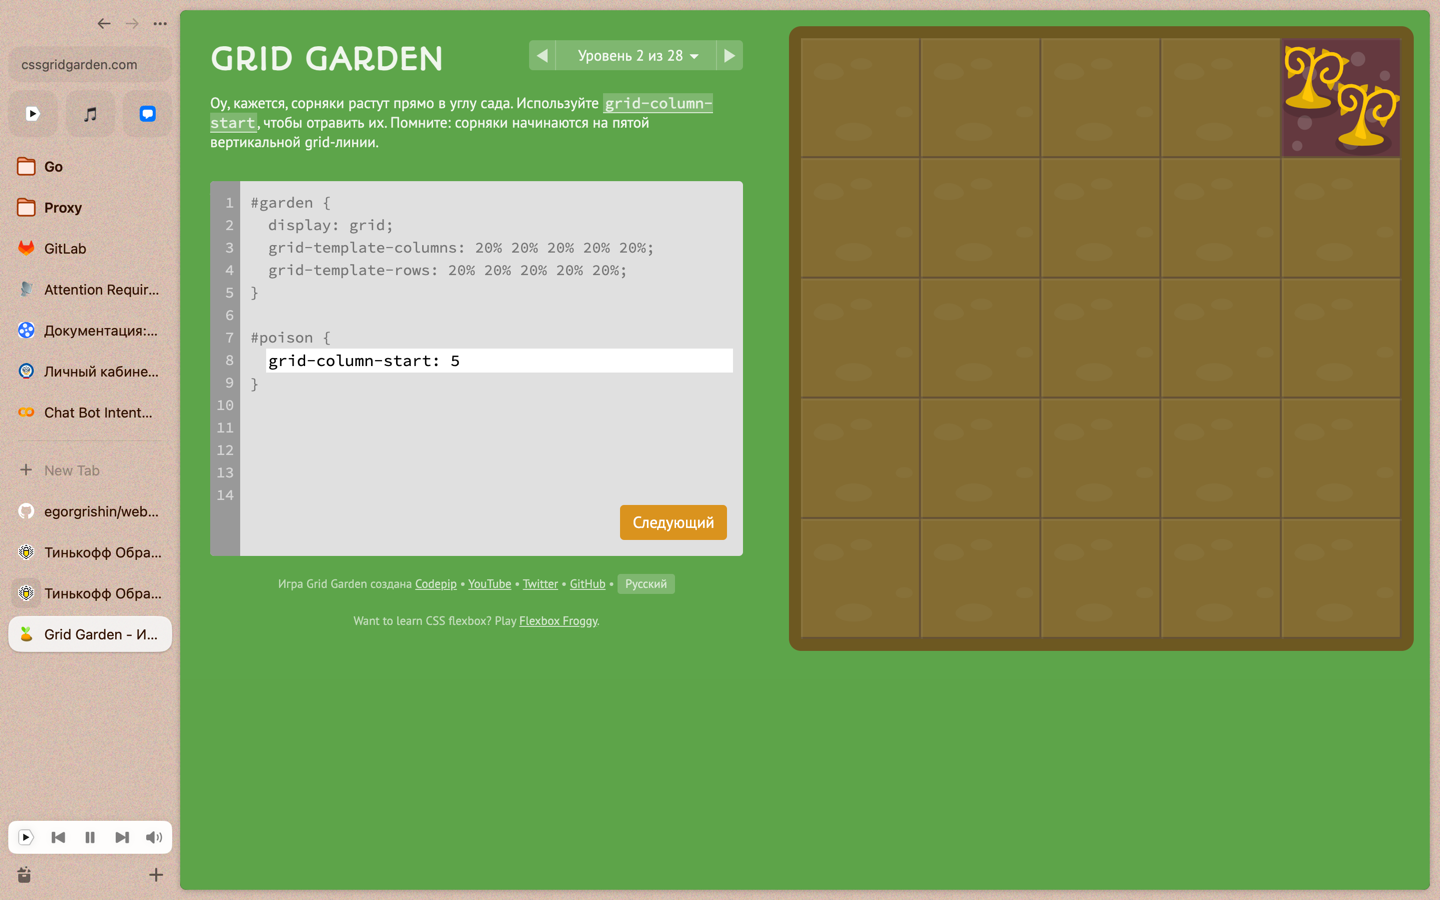 cssgridgarden.com
Go
Proxy
GitLab
Attention Requir...
Документация:...
Личный кабине...
Chat Bot Intent...
New Tab
egorgrishin/web...
Тинькофф Обра...
Тинькофф Обра...
Grid Garden - И...
GRID GARDEN
Уровень 2 из 28
Оу, кажется, сорняки растут прямо в углу сада. Используйте grid-column-
start, чтобы отравить их. Помните: сорняки начинаются на пятой
вертикальной grid-линии.
1 #garden {
2 display: grid;
3 grid-template-columns: 20% 20% 20% 20% 20%;
4 grid-template-rows: 20% 20% 20% 20% 20%;
5 }
6
7 #poison {
8 grid-column-start: 5
9 }
10
11
12
13
14
Следующий
Игра Grid Garden создана Codepip • YouTube • Twitter • GitHub • Русский
Want to learn CSS flexbox? Play Flexbox Froggy.